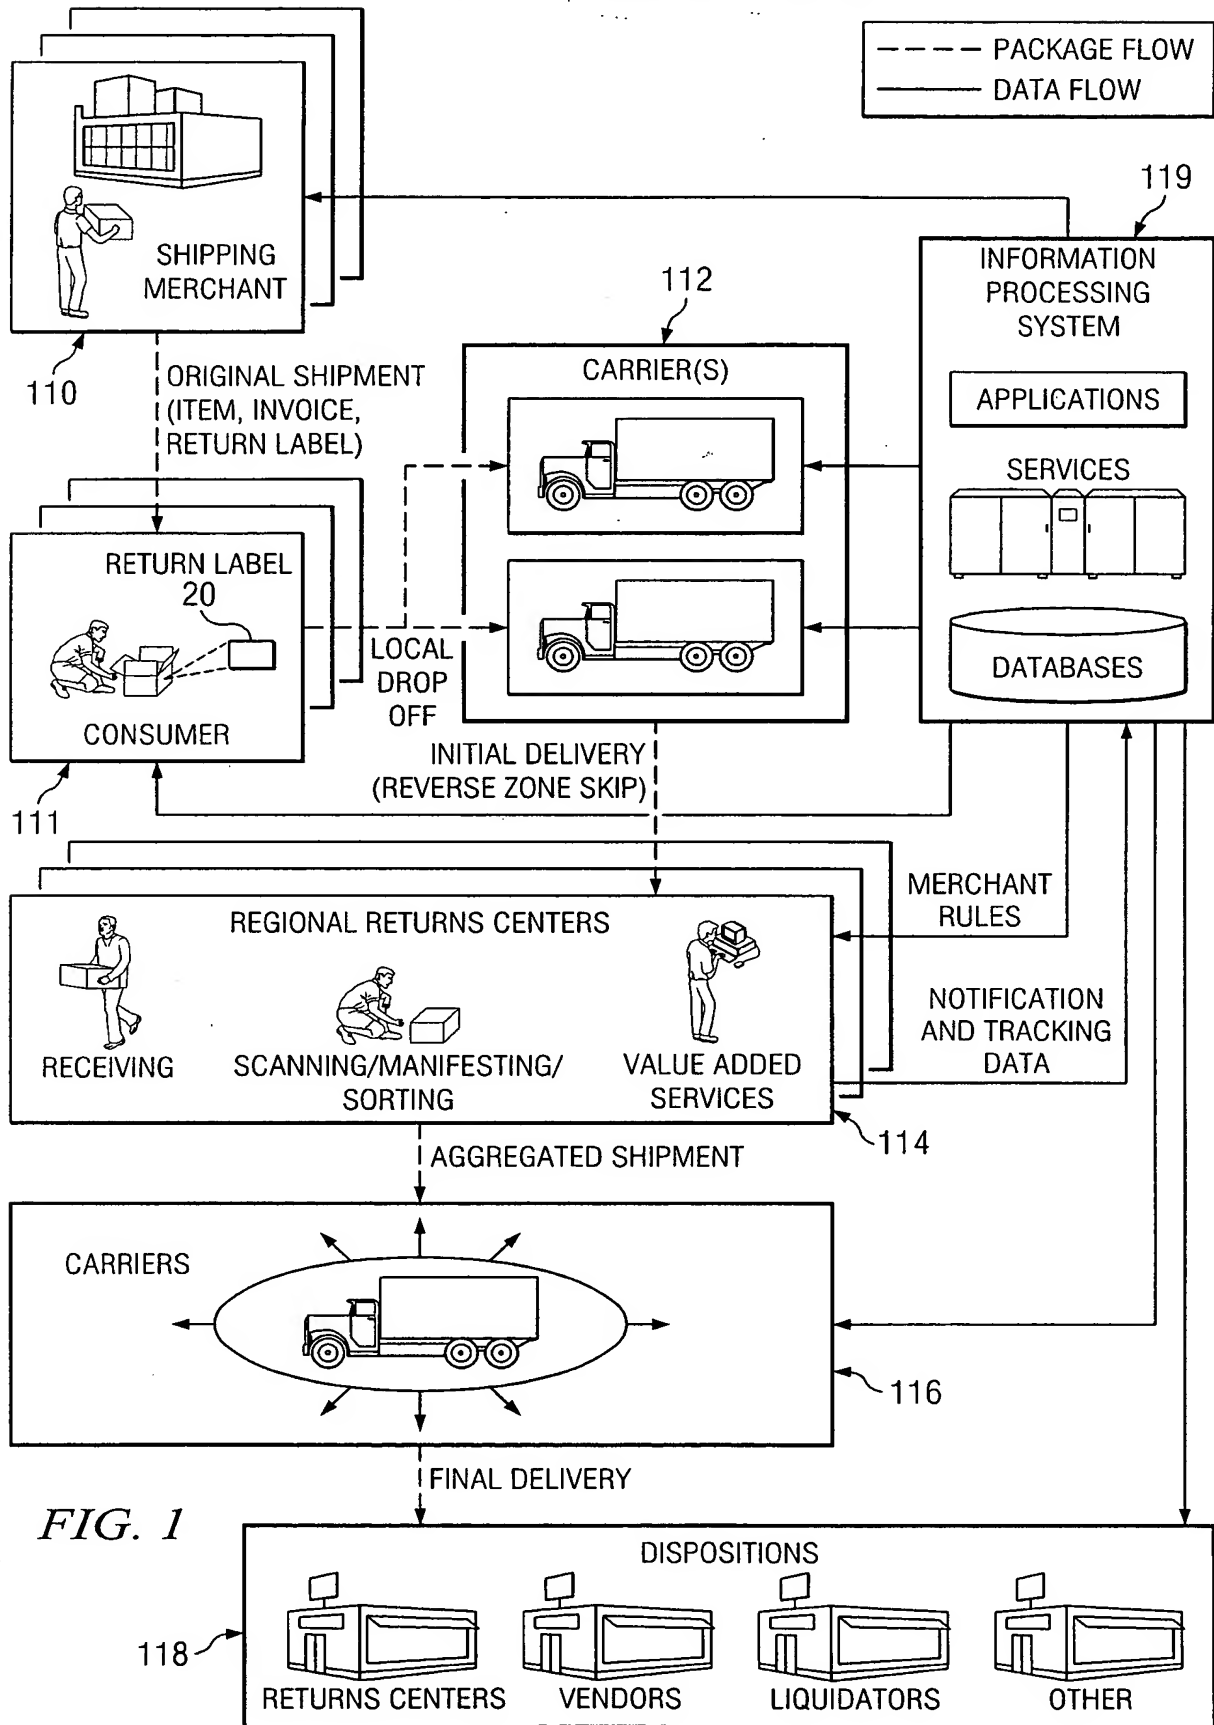 PACKAGE FLOW
DATA FLOW
SHIPPING
MERCHANT
110
ORIGINAL SHIPMENT
(ITEM, INVOICE,
RETURN LABEL)
112
CARRIER(S)
119
INFORMATION
PROCESSING
SYSTEM
APPLICATIONS
SERVICES
DATABASES
RETURN LABEL
20
CONSUMER
111
LOCAL
DROP
OFF
INITIAL DELIVERY
(REVERSE ZONE SKIP)
MERCHANT
RULES
REGIONAL RETURNS CENTERS
RECEIVING
SCANNING/MANIFESTING/
SORTING
VALUE ADDED
SERVICES
NOTIFICATION
AND TRACKING
DATA
114
AGGREGATED SHIPMENT
CARRIERS
116
FINAL DELIVERY
FIG. 1
DISPOSITIONS
118
RETURNS CENTERS
VENDORS
LIQUIDATORS
OTHER